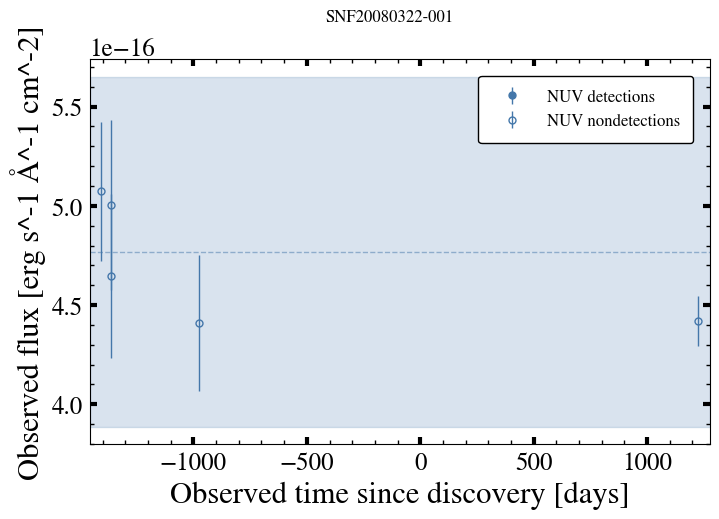 SNF20080322-001
1e−16
NUV detections
NUV nondetections
5.5
5.0
4.5
4.0
Observed flux [erg s^-1 Å^-1 cm^-2]
−1000 −500 0 500 1000
Observed time since discovery [days]